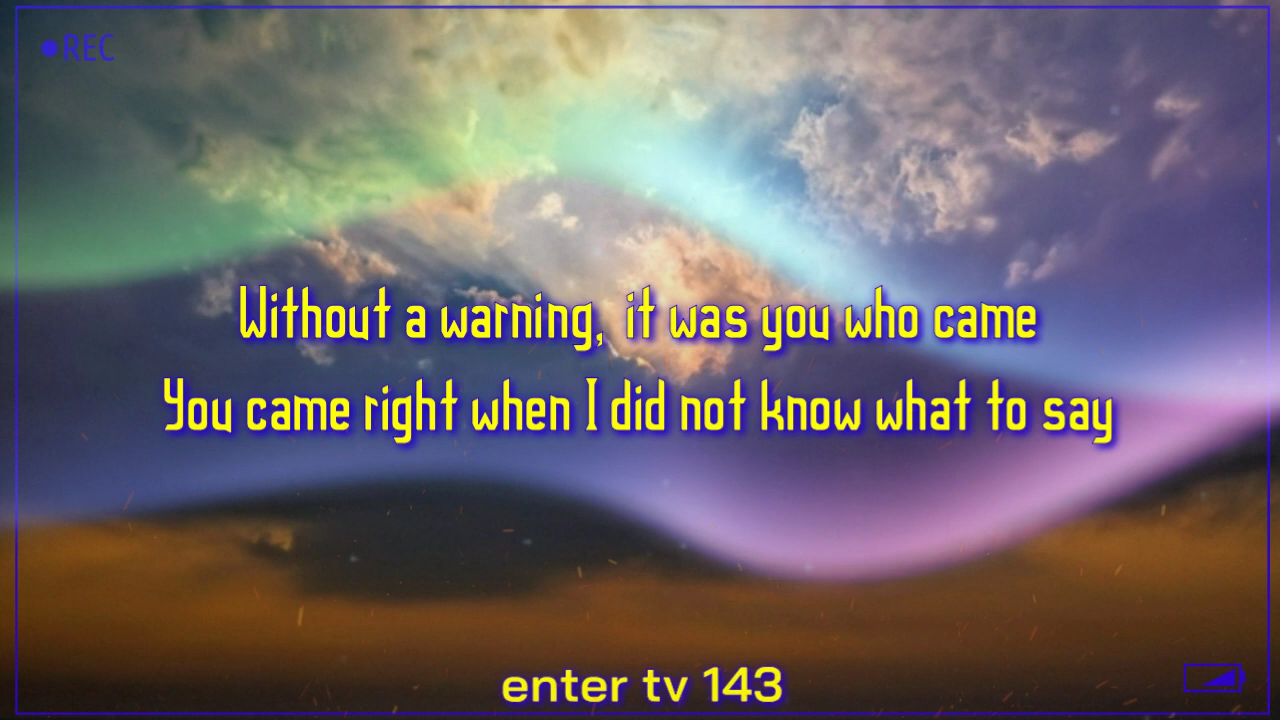 REC
Without a warning, it was you who came
You came right when I did not know what to say
enter tv 143